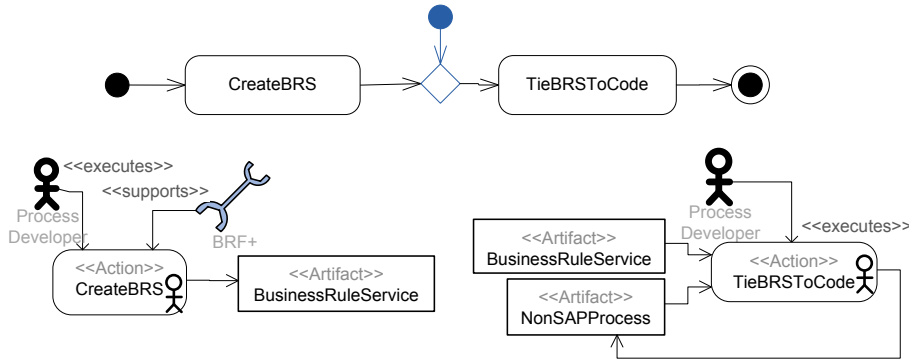 CreateBRS
TieBRSToCode
<<executes>>
<<supports>>
Process
Developer
BRF+
<<Action>>
CreateBRS
<<Artifact>>
BusinessRuleService
Process
Developer
<<executes>>
<<Artifact>>
BusinessRuleService
<<Action>>
TieBRSToCode
<<Artifact>>
NonSAPProcess